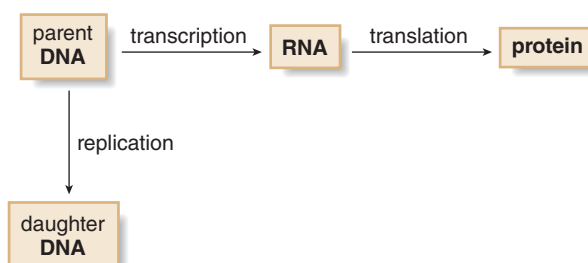 parent
DNA
transcription
RNA
translation
protein
replication
daughter
DNA